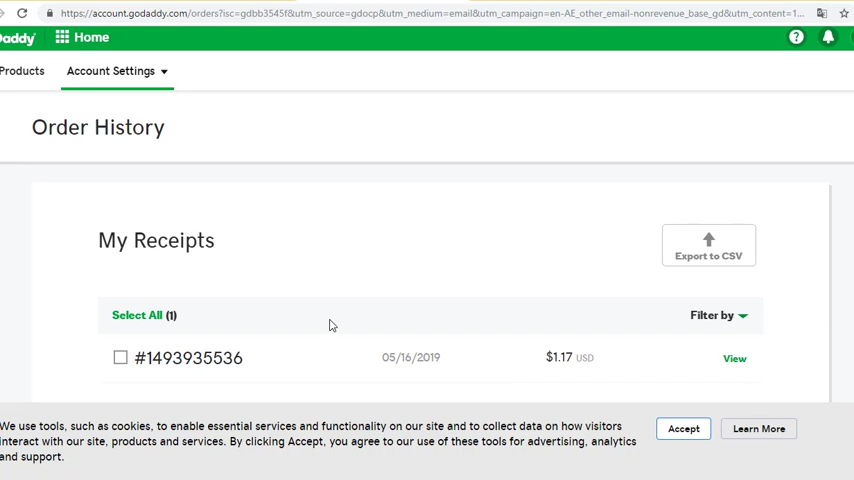 https://account.godaddy.com/orders?isc=gdbb3545f&utm_source=gdocp&utm_medium=email&utm_campaign=en-AE_other_email-nonrevenue_base_gd&utm_content=1...
Daddy Home
Products Account Settings
Order History
My Receipts
Export to CSV
Select All (1) Filter by
#1493935536 05/16/2019 $1.17 USD View
We use tools, such as cookies, to enable essential services and functionality on our site and to collect data on how visitors
interact with our site, products and services. By clicking Accept, you agree to our use of these tools for advertising, analytics
and support.
Accept Learn More